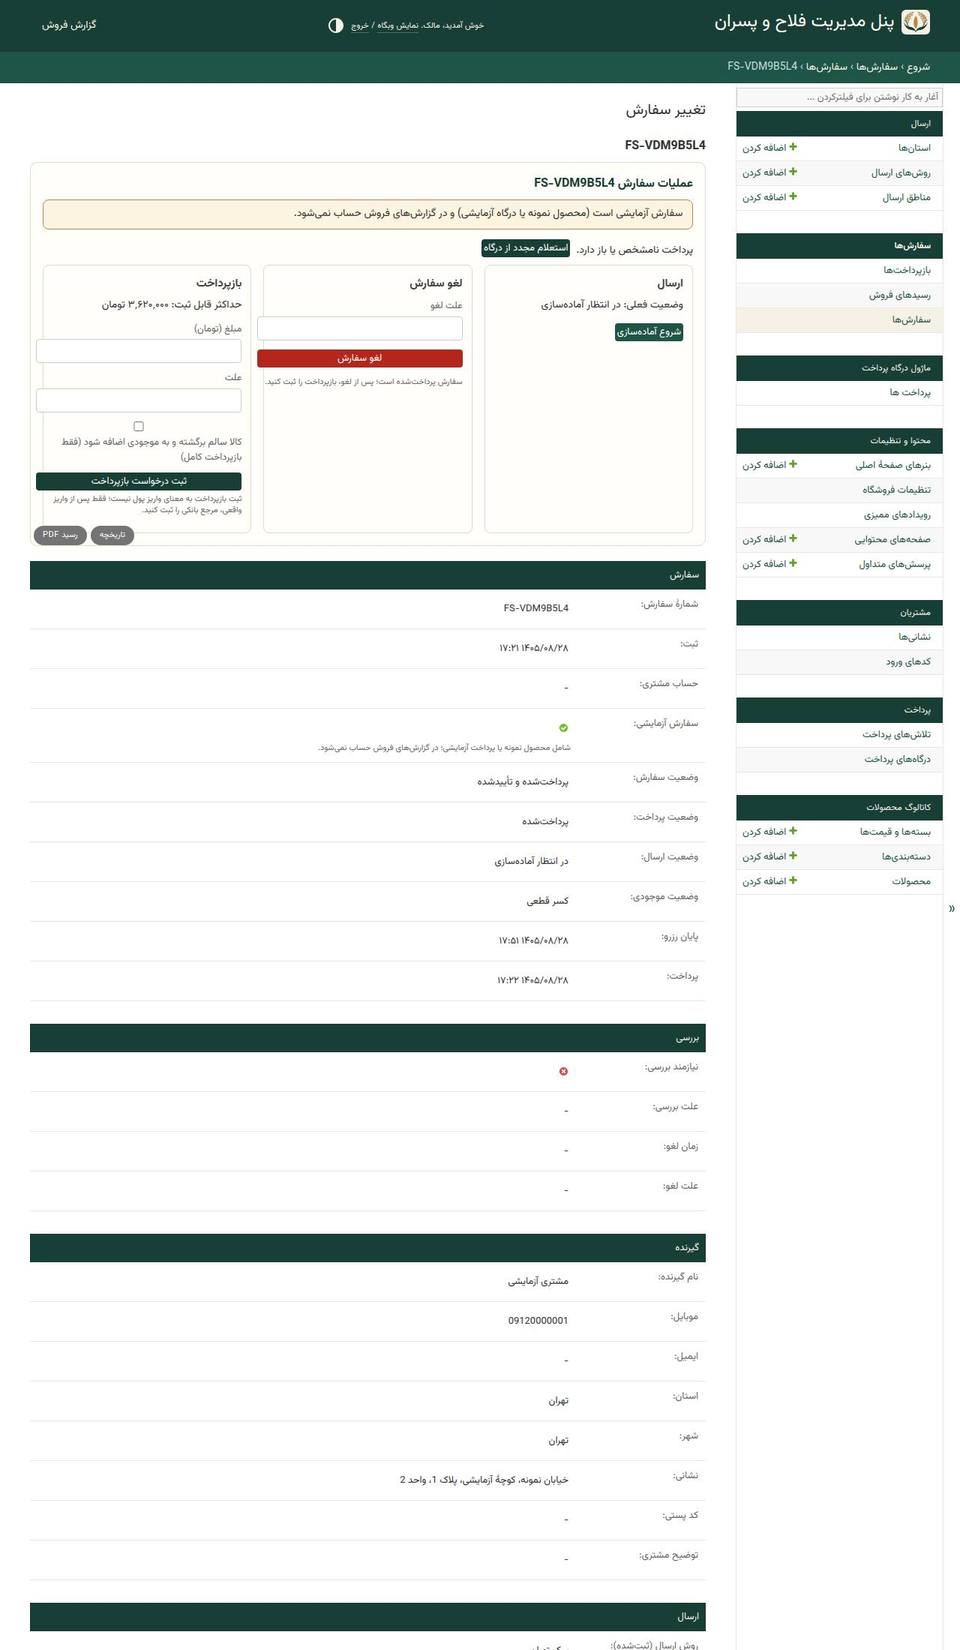 پنل مدیریت فلاح و پسران
خوش آمدید، مالک. نمایش وبگاه / خروج
گزارش فروش
شروع › سفارش‌ها › سفارش‌ها › FS-VDM9B5L4
آغاز به کار نوشتن برای فیلترکردن ...
ارسال
استان‌ها
اضافه کردن
روش‌های ارسال
اضافه کردن
مناطق ارسال
اضافه کردن
سفارش‌ها
بازپرداخت‌ها
رسیدهای فروش
سفارش‌ها
ماژول درگاه پرداخت
پرداخت ها
محتوا و تنظیمات
بنرهای صفحهٔ اصلی
اضافه کردن
تنظیمات فروشگاه
رویدادهای ممیزی
صفحه‌های محتوایی
اضافه کردن
پرسش‌های متداول
اضافه کردن
مشتریان
نشانی‌ها
کدهای ورود
پرداخت
تلاش‌های پرداخت
درگاه‌های پرداخت
کاتالوگ محصولات
بسته‌ها و قیمت‌ها
اضافه کردن
دسته‌بندی‌ها
اضافه کردن
محصولات
اضافه کردن
»
تغییر سفارش
FS-VDM9B5L4
عملیات سفارش FS-VDM9B5L4
سفارش آزمایشی است (محصول نمونه یا درگاه آزمایشی) و در گزارش‌های فروش حساب نمی‌شود.
پرداخت نامشخص یا باز دارد. استعلام مجدد از درگاه
ارسال
وضعیت فعلی: در انتظار آماده‌سازی
شروع آماده‌سازی
لغو سفارش
علت لغو
لغو سفارش
سفارش پرداخت‌شده است؛ پس از لغو، بازپرداخت را ثبت کنید.
بازپرداخت
حداکثر قابل ثبت: ۳٬۶۲۰٬۰۰۰ تومان
مبلغ (تومان)
علت
کالا سالم برگشته و به موجودی اضافه شود (فقط
بازپرداخت کامل)
ثبت درخواست بازپرداخت
ثبت بازپرداخت به معنای واریز پول نیست؛ فقط پس از واریز
واقعی، مرجع بانکی را ثبت کنید.
تاریخچه
رسید PDF
سفارش
شمارهٔ سفارش:
FS-VDM9B5L4
ثبت:
۱۴۰۵/۰۸/۲۸ ۱۷:۲۱
حساب مشتری:
-
سفارش آزمایشی:
شامل محصول نمونه یا پرداخت آزمایشی؛ در گزارش‌های فروش حساب نمی‌شود.
وضعیت سفارش:
پرداخت‌شده و تأییدشده
وضعیت پرداخت:
پرداخت‌شده
وضعیت ارسال:
در انتظار آماده‌سازی
وضعیت موجودی:
کسر قطعی
پایان رزرو:
۱۴۰۵/۰۸/۲۸ ۱۷:۵۱
پرداخت:
۱۴۰۵/۰۸/۲۸ ۱۷:۲۲
بررسی
نیازمند بررسی:
علت بررسی:
-
زمان لغو:
-
علت لغو:
-
گیرنده
نام گیرنده:
مشتری آزمایشی
موبایل:
09120000001
ایمیل:
-
استان:
تهران
شهر:
تهران
نشانی:
خیابان نمونه، کوچهٔ آزمایشی، پلاک 1، واحد 2
کد پستی:
-
توضیح مشتری:
-
ارسال
روش ارسال (ثبت‌شده):